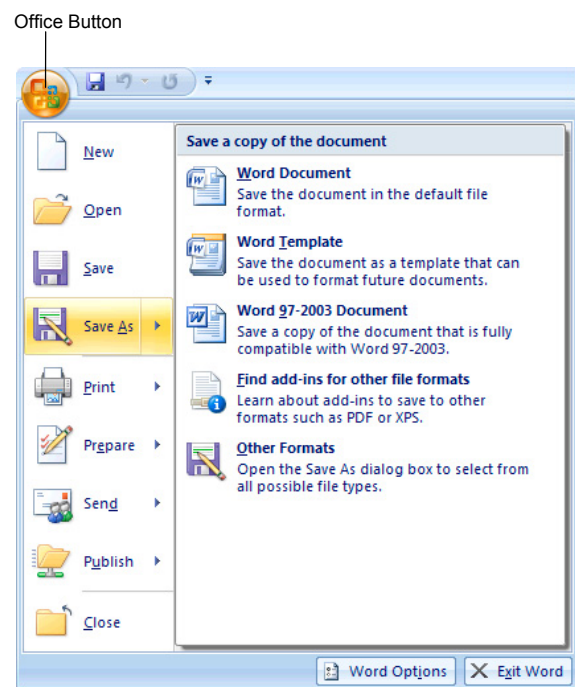 Office Button
New
Open
Save
Save As
Print
Prepare
Send
Publish
Close
Save a copy of the document
Word Document
Save the document in the default file
format.
Word Template
Save the document as a template that can
be used to format future documents.
Word 97-2003 Document
Save a copy of the document that is fully
compatible with Word 97-2003.
Find add-ins for other file formats
Learn about add-ins to save to other
formats such as PDF or XPS.
Other Formats
Open the Save As dialog box to select from
all possible file types.
Word Options
Exit Word